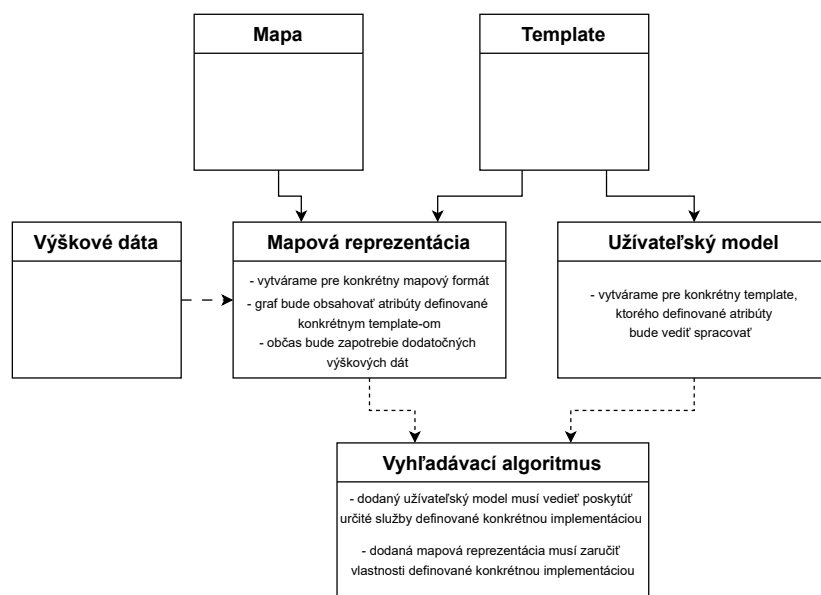 Mapa
Template
Výškové dáta
Mapová reprezentácia
- vytvárame pre konkrétny mapový formát
- graf bude obsahovať atribúty definované
konkrétnym template-om
- občas bude zapotrebie dodatočných
výškových dát
Užívateľský model
- vytvárame pre konkrétny template,
ktorého definované atribúty
bude vediť spracovať
Vyhľadávací algoritmus
- dodaný užívateľský model musí vedieť poskytúť
určité služby definované konkrétnou implementáciou
- dodaná mapová reprezentácia musí zaručiť
vlastnosti definované konkrétnou implementáciou